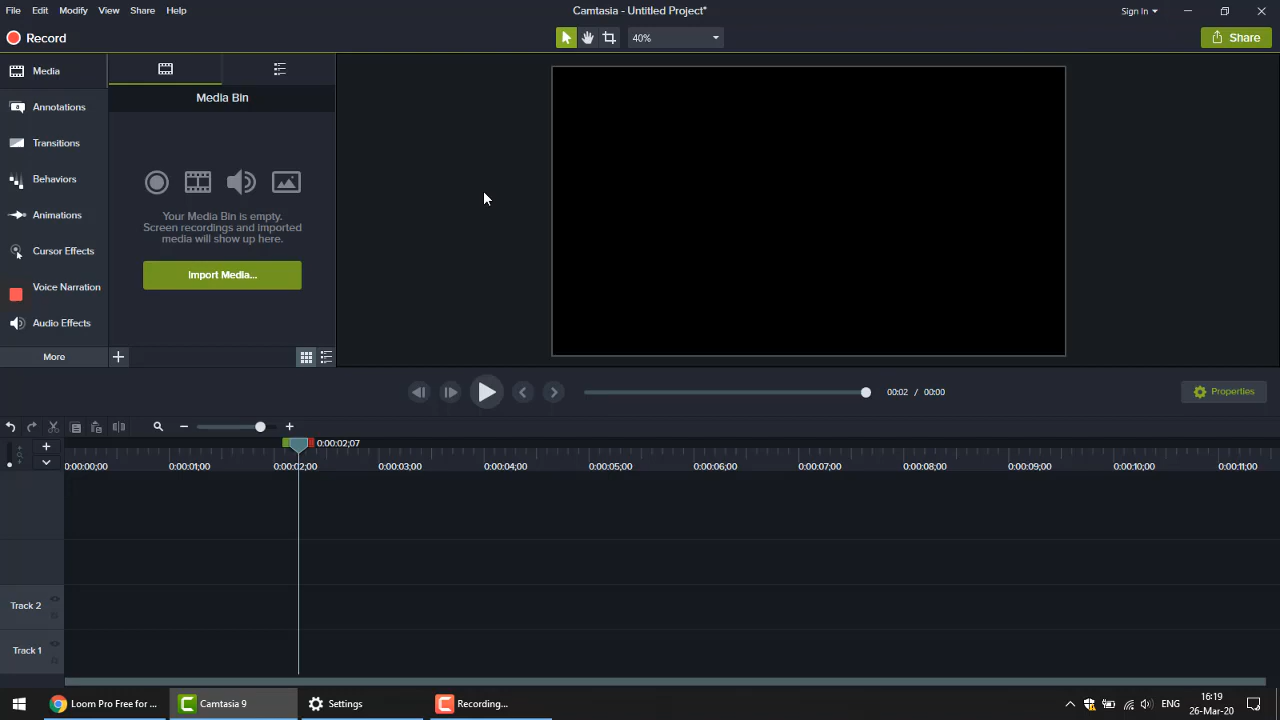 File Edit Modify View Share Help
Camtasia - Untitled Project*
Sign In
Record
40%
Share
Media
Annotations
Transitions
Behaviors
Animations
Cursor Effects
Voice Narration
Audio Effects
More
Media Bin
Your Media Bin is empty.
Screen recordings and imported
media will show up here.
Import Media...
00:02 / 00:00
Properties
0:00:02;07
0:00:00;00 0:00:01;00 0:00:02;00 0:00:03;00 0:00:04;00 0:00:05;00 0:00:06;00 0:00:07;00 0:00:08;00 0:00:09;00 0:00:10;00 0:00:11;00
Track 2
Track 1
Loom Pro Free for ...
Camtasia 9
Settings
Recording...
ENG
16:19
26-Mar-20